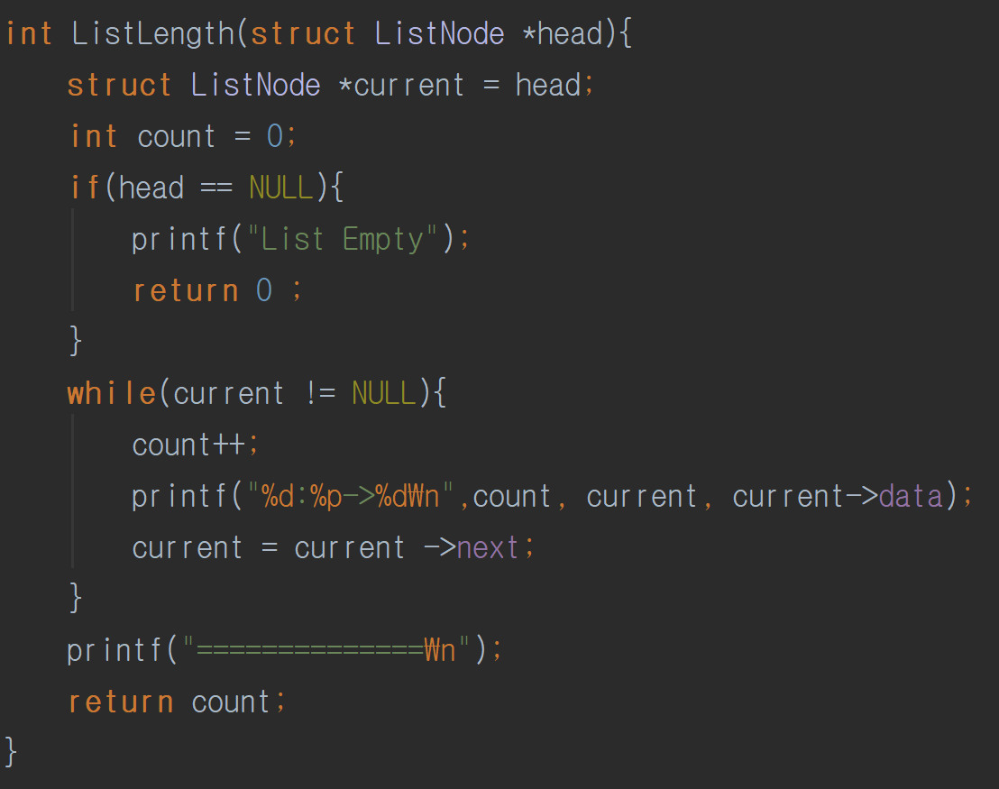 int ListLength(struct ListNode *head){
    struct ListNode *current = head;
    int count = 0;
    if(head == NULL){
        printf("List Empty");
        return 0 ;
    }
    while(current != NULL){
        count++;
        printf("%d:%p->%d₩n",count, current, current->data);
        current = current ->next;
    }
    printf("==============₩n");
    return count;
}